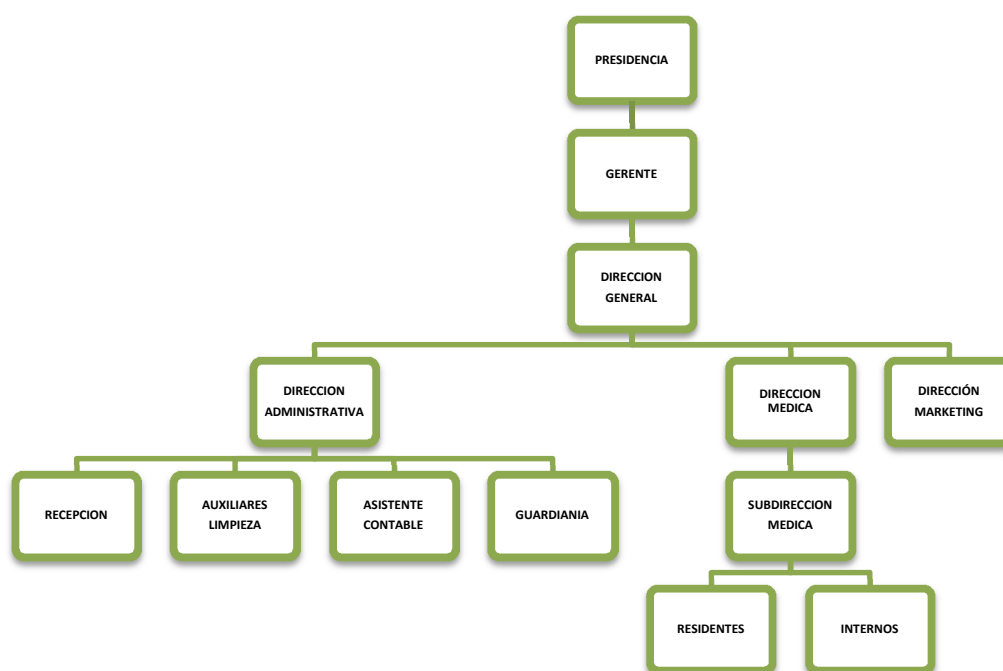 PRESIDENCIA
GERENTE
DIRECCION
GENERAL
DIRECCION
ADMINISTRATIVA
DIRECCION
MEDICA
DIRECCIÓN
MARKETING
RECEPCION
AUXILIARES
LIMPIEZA
ASISTENTE
CONTABLE
GUARDIANIA
SUBDIRECCION
MEDICA
RESIDENTES
INTERNOS